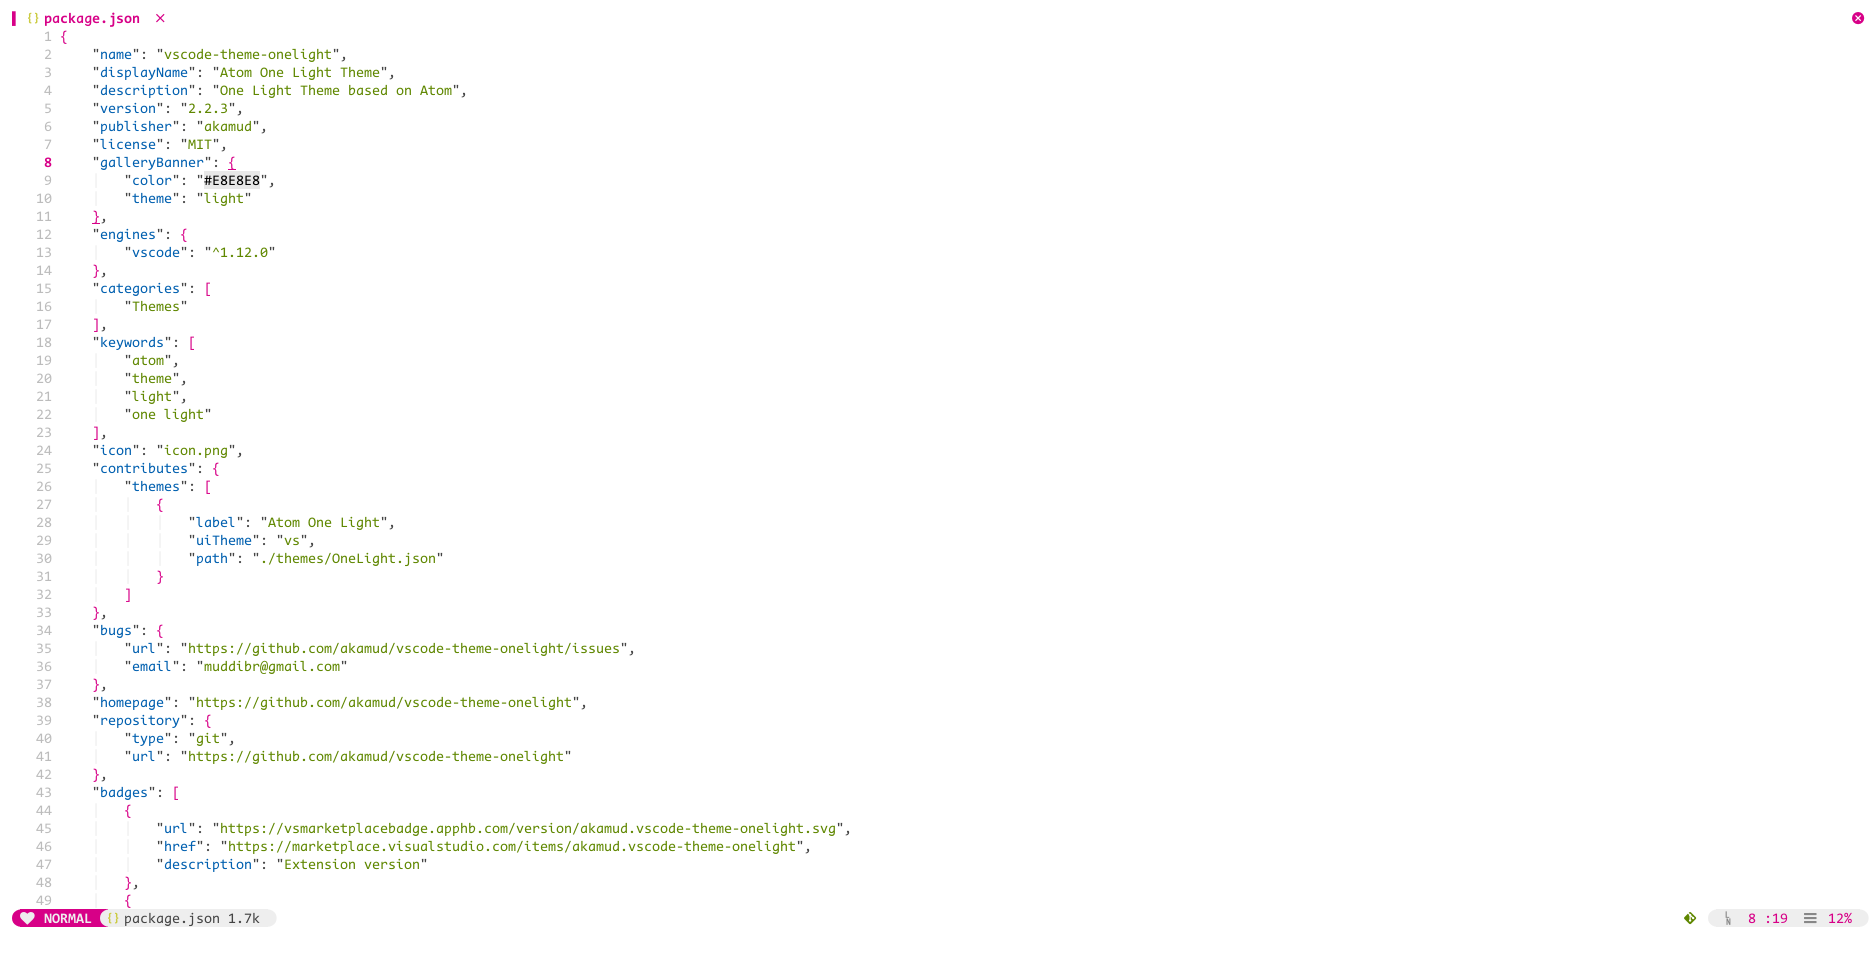 {} package.json ×
1 {
2     "name": "vscode-theme-onelight",
3     "displayName": "Atom One Light Theme",
4     "description": "One Light Theme based on Atom",
5     "version": "2.2.3",
6     "publisher": "akamud",
7     "license": "MIT",
8     "galleryBanner": {
9         "color": "#E8E8E8",
10         "theme": "light"
11     },
12     "engines": {
13         "vscode": "^1.12.0"
14     },
15     "categories": [
16         "Themes"
17     ],
18     "keywords": [
19         "atom",
20         "theme",
21         "light",
22         "one light"
23     ],
24     "icon": "icon.png",
25     "contributes": {
26         "themes": [
27             {
28                 "label": "Atom One Light",
29                 "uiTheme": "vs",
30                 "path": "./themes/OneLight.json"
31             }
32         ]
33     },
34     "bugs": {
35         "url": "https://github.com/akamud/vscode-theme-onelight/issues",
36         "email": "muddibr@gmail.com"
37     },
38     "homepage": "https://github.com/akamud/vscode-theme-onelight",
39     "repository": {
40         "type": "git",
41         "url": "https://github.com/akamud/vscode-theme-onelight"
42     },
43     "badges": [
44         {
45             "url": "https://vsmarketplacebadge.apphb.com/version/akamud.vscode-theme-onelight.svg",
46             "href": "https://marketplace.visualstudio.com/items/akamud.vscode-theme-onelight",
47             "description": "Extension version"
48         },
49         {
NORMAL {} package.json 1.7k LN 8 :19 12%